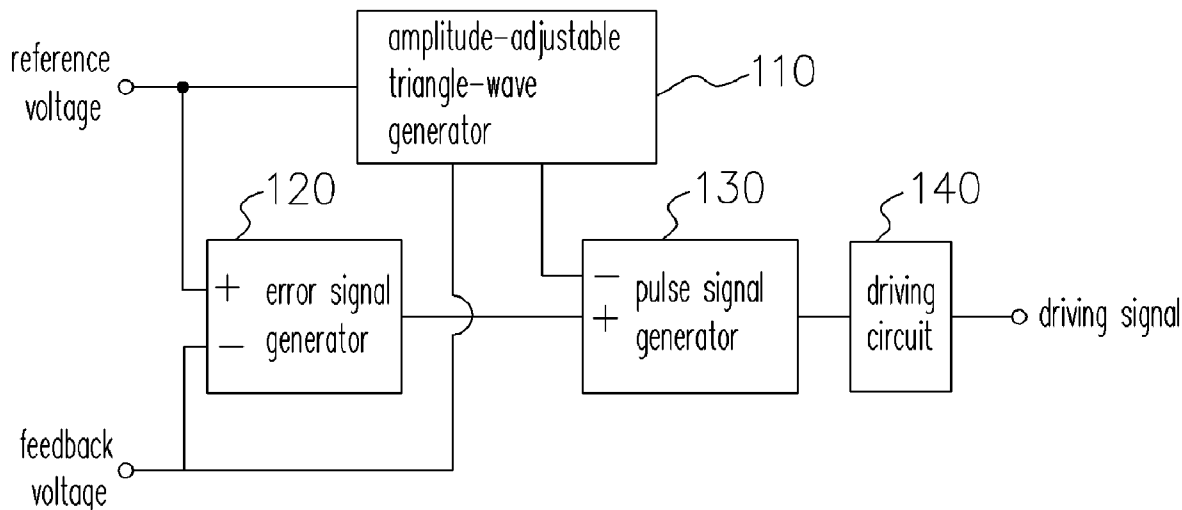 reference
voltage
amplitude-adjustable
triangle-wave
generator
110
120
+
−
error signal
generator
130
−
+
pulse signal
generator
140
driving
circuit
driving signal
feedback
voltage